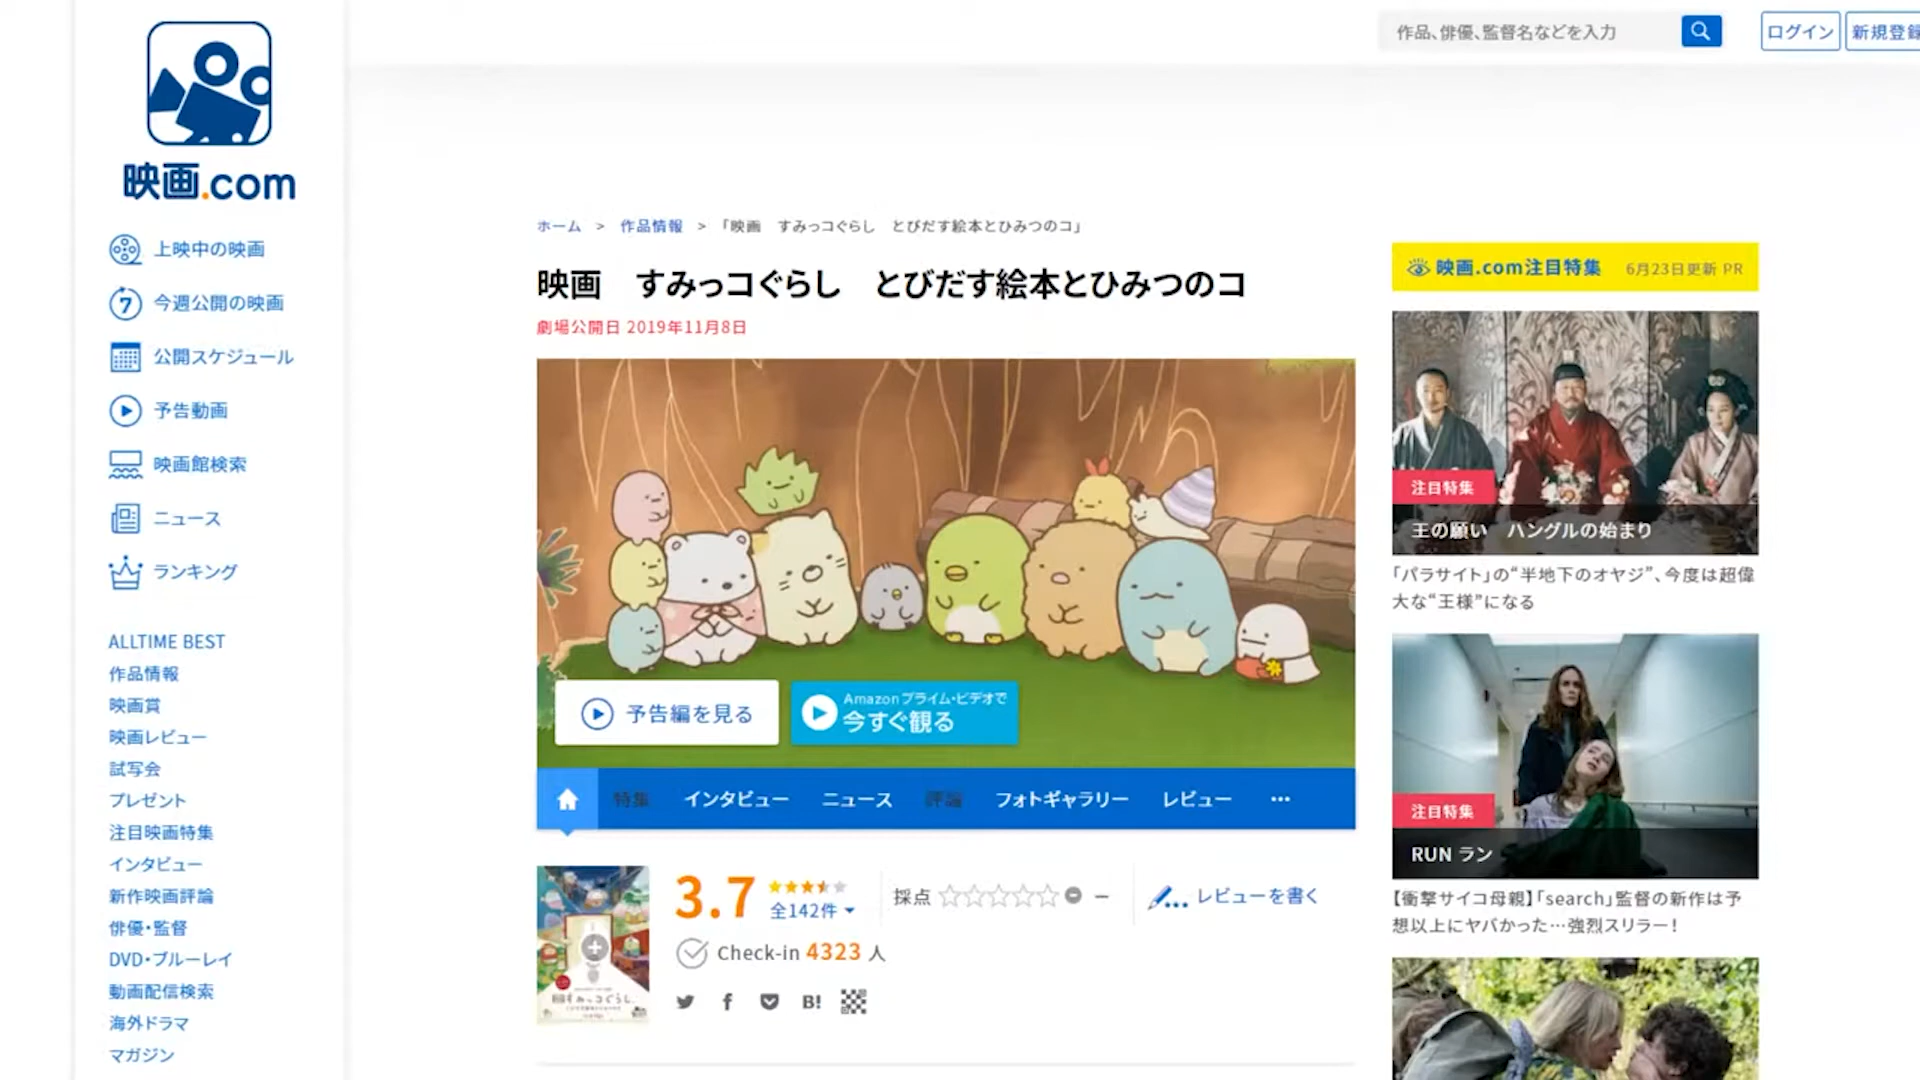 映画.com
上映中の映画
今週公開の映画
公開スケジュール
予告動画
映画館検索
ニュース
ランキング
ALLTIME BEST
作品情報
映画賞
映画レビュー
試写会
プレゼント
注目映画特集
インタビュー
新作映画評論
俳優・監督
DVD・ブルーレイ
動画配信検索
海外ドラマ
マガジン
作品、俳優、監督名などを入力
ログイン
新規登録
ホーム > 作品情報 > 「映画 すみっコぐらし とびだす絵本とひみつのコ」
映画 すみっコぐらし とびだす絵本とひみつのコ
劇場公開日 2019年11月8日
予告編を見る
Amazonプライム・ビデオで
今すぐ観る
特集 インタビュー ニュース 評論 フォトギャラリー レビュー …
3.7
全142件
採点
–
レビューを書く
Check-in 4323 人
B!
映画.com注目特集 6月23日更新 PR
注目特集
王の願い ハングルの始まり
「パラサイト」の“半地下のオヤジ”、今度は超偉
大な“王様”になる
注目特集
RUN ラン
【衝撃サイコ母親】「search」監督の新作は予
想以上にヤバかった…強烈スリラー!